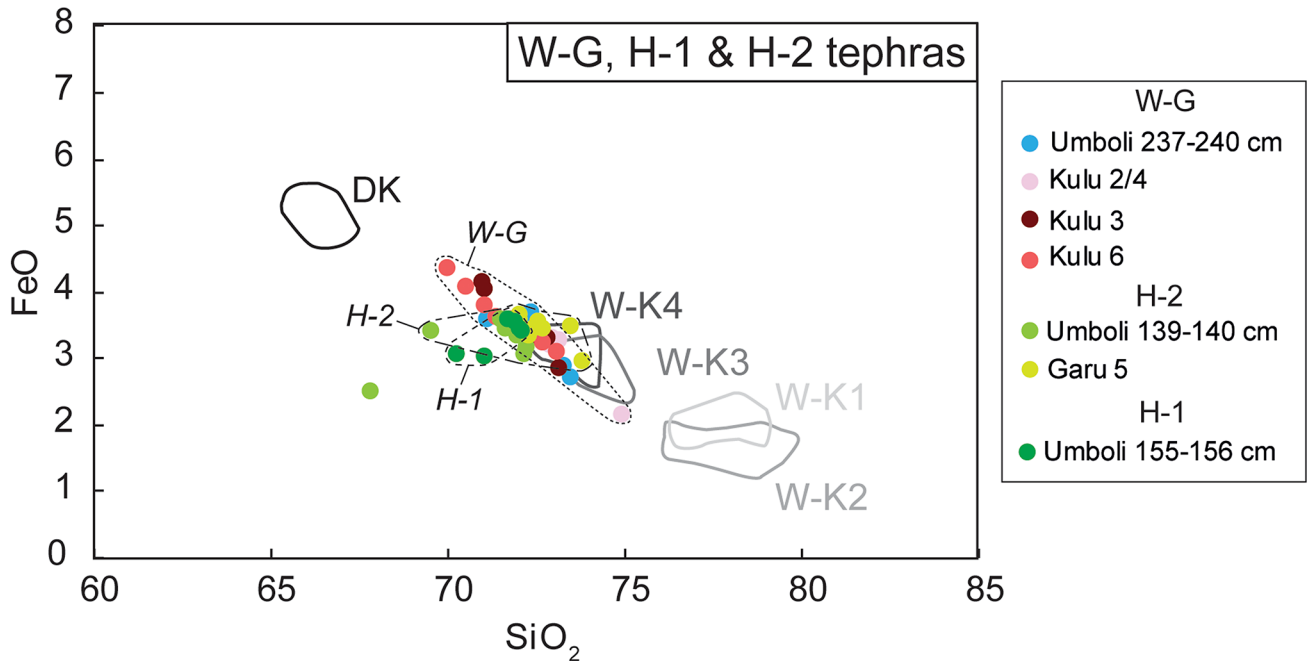 W-G, H-1 & H-2 tephras
8
7
6
5
4
3
2
1
0
FeO
60
65
70
75
80
85
SiO₂
DK
W-G
H-2
H-1
W-K4
W-K3
W-K1
W-K2
W-G
Umboli 237-240 cm
Kulu 2/4
Kulu 3
Kulu 6
H-2
Umboli 139-140 cm
Garu 5
H-1
Umboli 155-156 cm